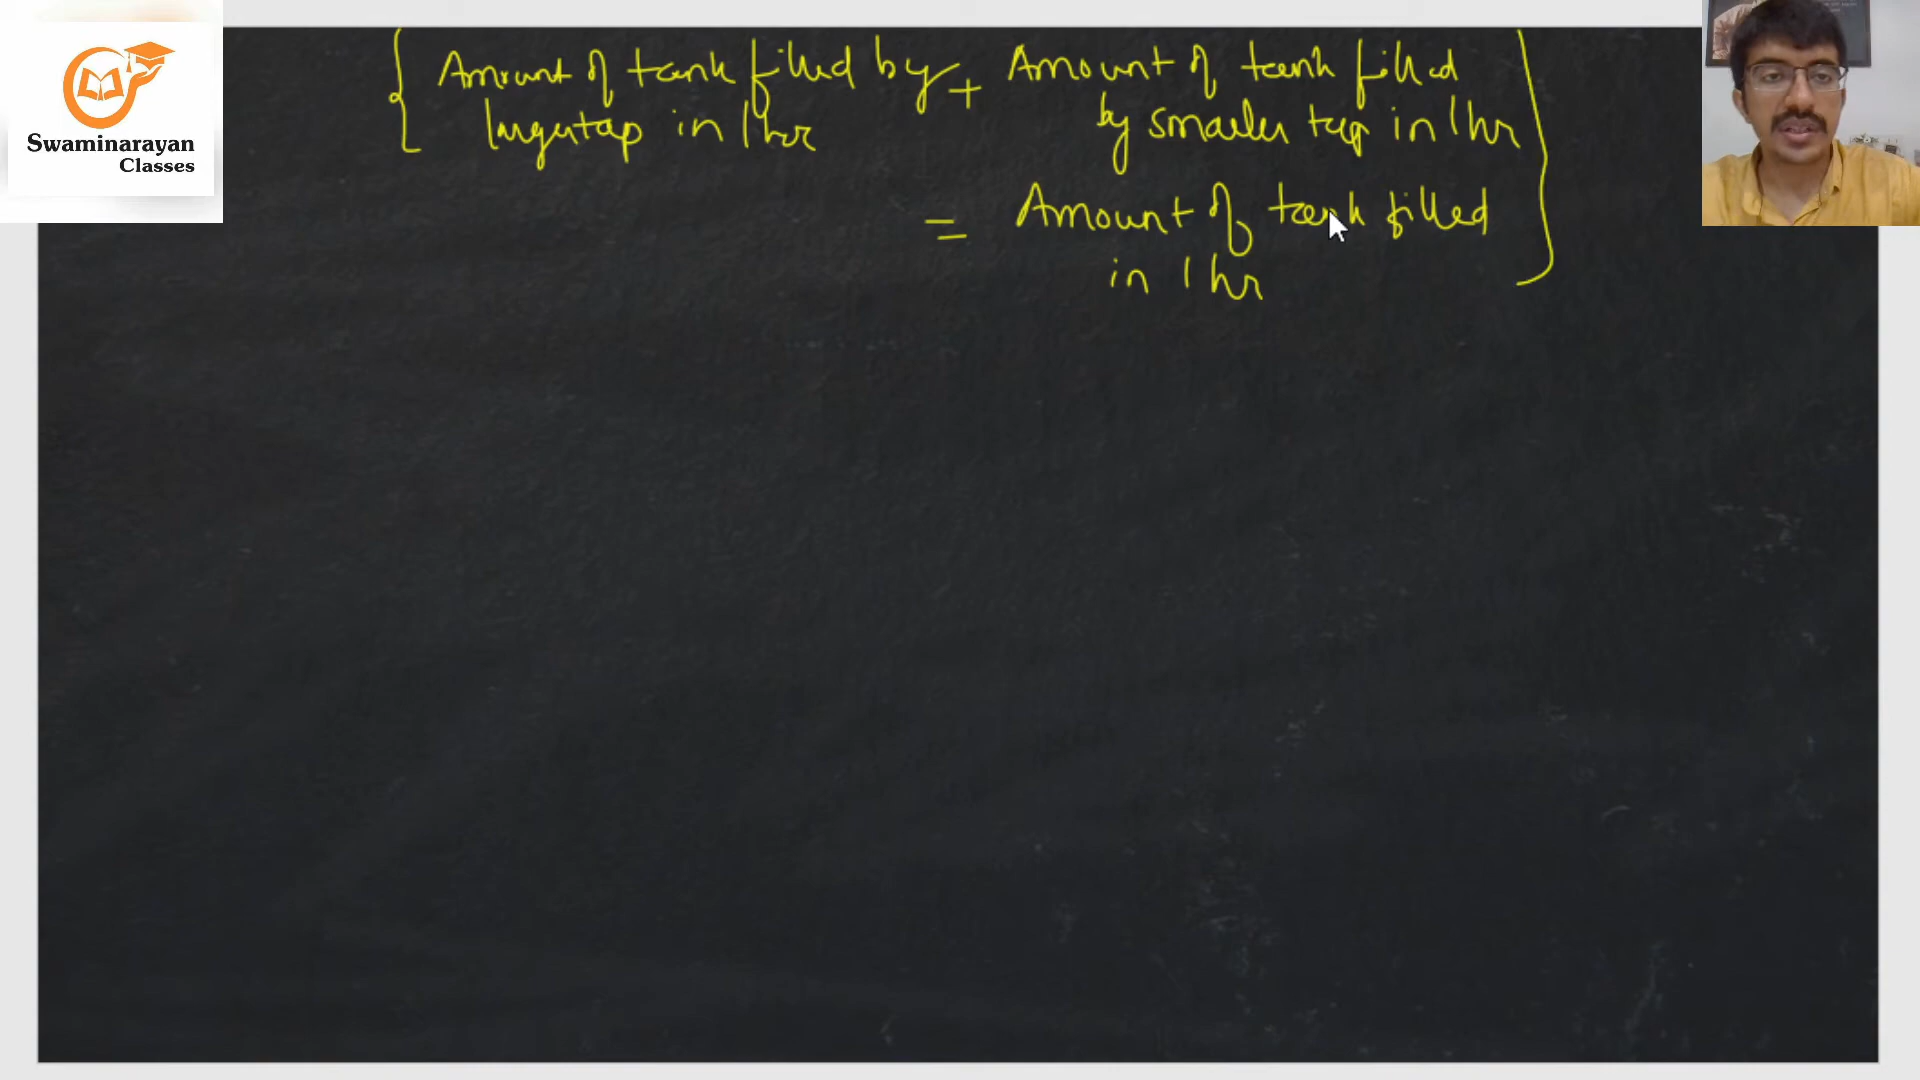 Swaminarayan
Classes
{ Amount of tank filled by + Amount of tank filled }
larger tap in 1 hr by smaller tap in 1 hr
= Amount of tank filled
in 1 hr